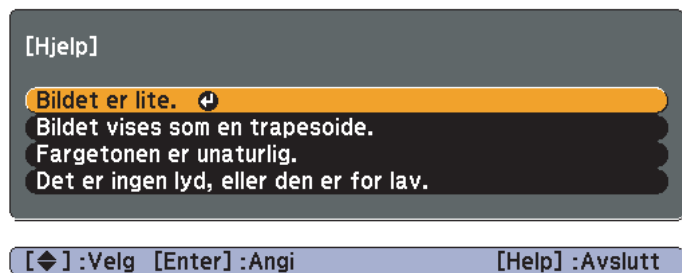 [Hjelp]
Bildet er lite.
Bildet vises som en trapesoide.
Fargetonen er unaturlig.
Det er ingen lyd, eller den er for lav.
[◆] :Velg [Enter] :Angi [Help] :Avslutt